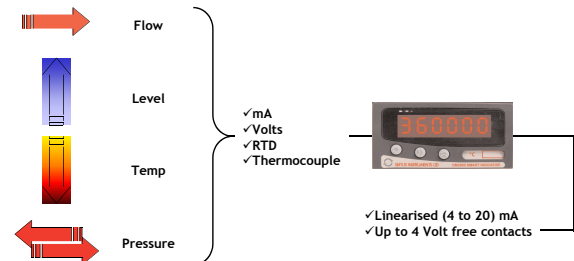 Flow
Level
Temp
Pressure
✓mA
✓Volts
✓RTD
✓Thermocouple
360000
°C
✓Linearised (4 to 20) mA
✓Up to 4 Volt free contacts